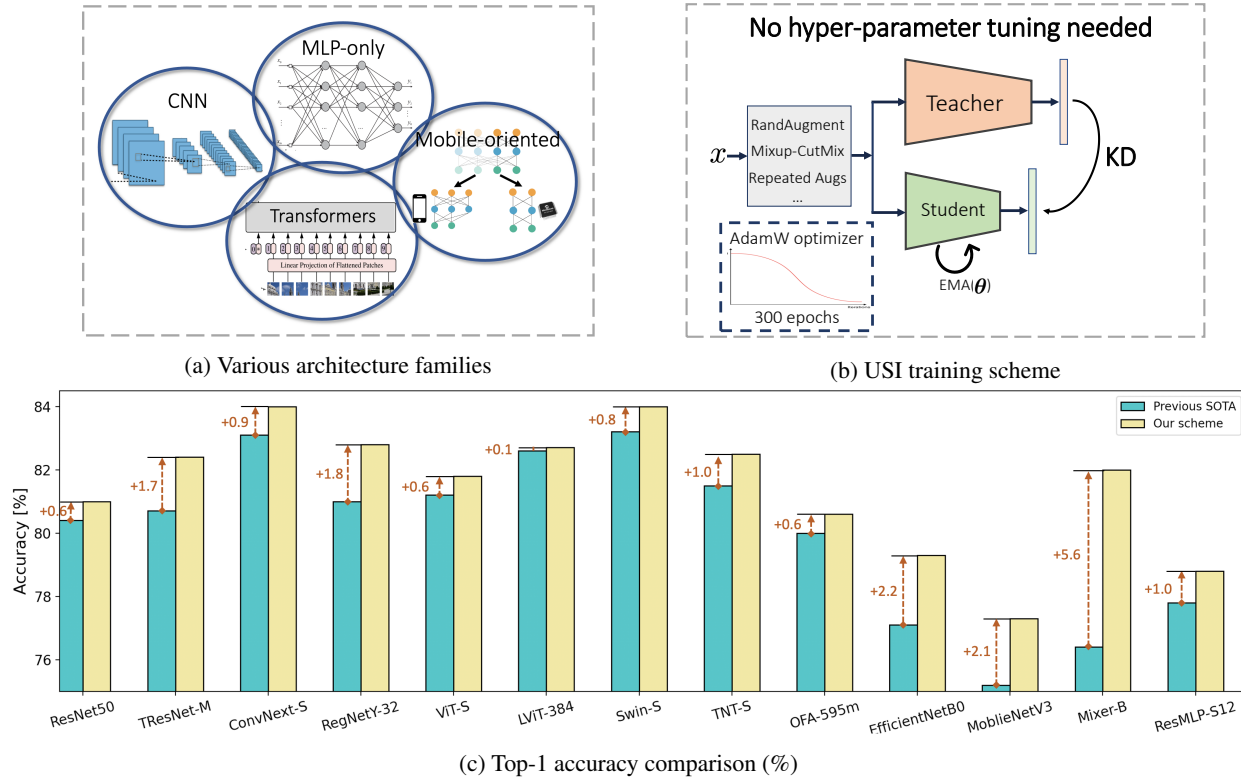 MLP-only
CNN
Mobile-oriented
Transformers
Linear Projection of Flattened Patches
(a) Various architecture families
No hyper-parameter tuning needed
Teacher
RandAugment
Mixup-CutMix
Repeated Augs
...
x
KD
Student
AdamW optimizer
300 epochs
EMA(θ)
(b) USI training scheme
Accuracy [%]
84
82
80
78
76
Previous SOTA
Our scheme
+0.6
+1.7
+0.9
+1.8
+0.6
+0.1
+0.8
+1.0
+0.6
+2.2
+2.1
+5.6
+1.0
ResNet50
TResNet-M
ConvNext-S
RegNetY-32
ViT-S
LViT-384
Swin-S
TNT-S
OFA-595m
EfficientNetB0
MoblieNetV3
Mixer-B
ResMLP-S12
(c) Top-1 accuracy comparison (%)